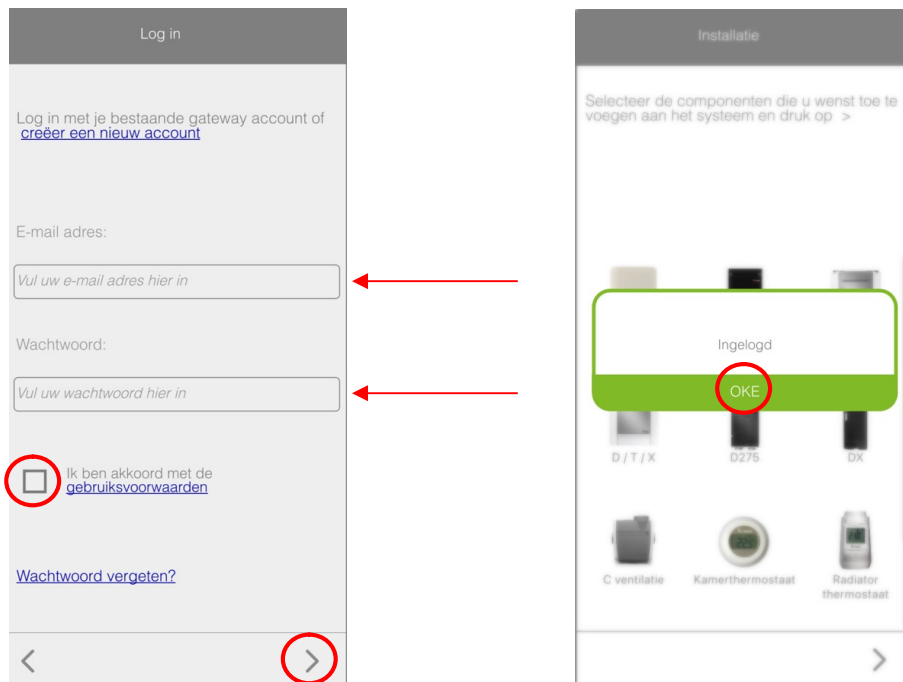 Log in
Log in met je bestaande gateway account of
creëer een nieuw account
E-mail adres:
Vul uw e-mail adres hier in
Wachtwoord:
Vul uw wachtwoord hier in
Ik ben akkoord met de
gebruiksvoorwaarden
Wachtwoord vergeten?
<
>
Installatie
Selecteer de componenten die u wenst toe te
voegen aan het systeem en druk op >
Ingelogd
OKE
D / T / X
D275
DX
C ventilatie
Kamerthermostaat
Radiator
thermostaat
>